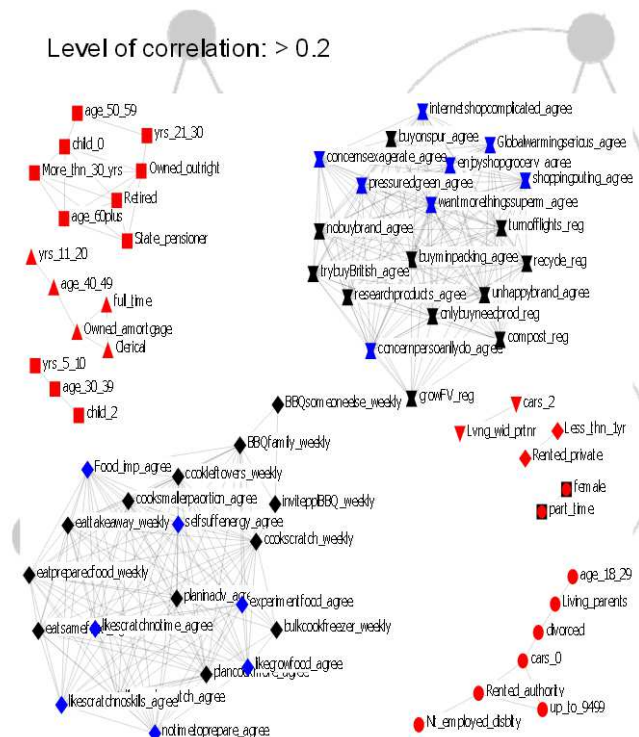 Level of correlation: > 0.2
age_50_59
yrs_21_30
child_0
More_thn_30_yrs
Owned_outright
Retired
age_60plus
State_pensioner
yrs_11_20
age_40_49
full_time
Owned_amortgage
Clerical
yrs_5_10
age_30_39
child_2
internetshopcomplicated_agree
buyonspur_agree
Globalwarmingserious_agree
concernsexagerate_agree
enjoyshopgrocery_agree
pressuredgreen_agree
shoppingouting_agree
wantmorethingssuperm_agree
nobuybrand_agree
turnofflights_reg
buyminpacking_agree
recycle_reg
trybuyBritish_agree
researchproducts_agree
unhappybrand_agree
onlybuyneedprod_reg
compost_reg
concernpersoanllydo_agree
growFV_reg
BBQsomeoneelse_weekly
cars_2
Lvng_wid_prtnr
Less_thn_1yr
Rented_private
female
part_time
BBQfamily_weekly
Food_imp_agree
cookleftovers_weekly
cooksmallerpaortion_agree
invitepplBBQ_weekly
eattakeaway_weekly
selfsuffenergy_agree
cookscratch_weekly
eatpreparedfood_weekly
planinadv_agree
experimentfood_agree
likescratchnotime_agree
bulkcookfreezer_weekly
likegrowfood_agree
likescratchnoskills_agree
notimetoprepare_agree
age_18_29
Living_parents
divorced
cars_0
Rented_authority
up_to_9499
Nt_employed_disblty